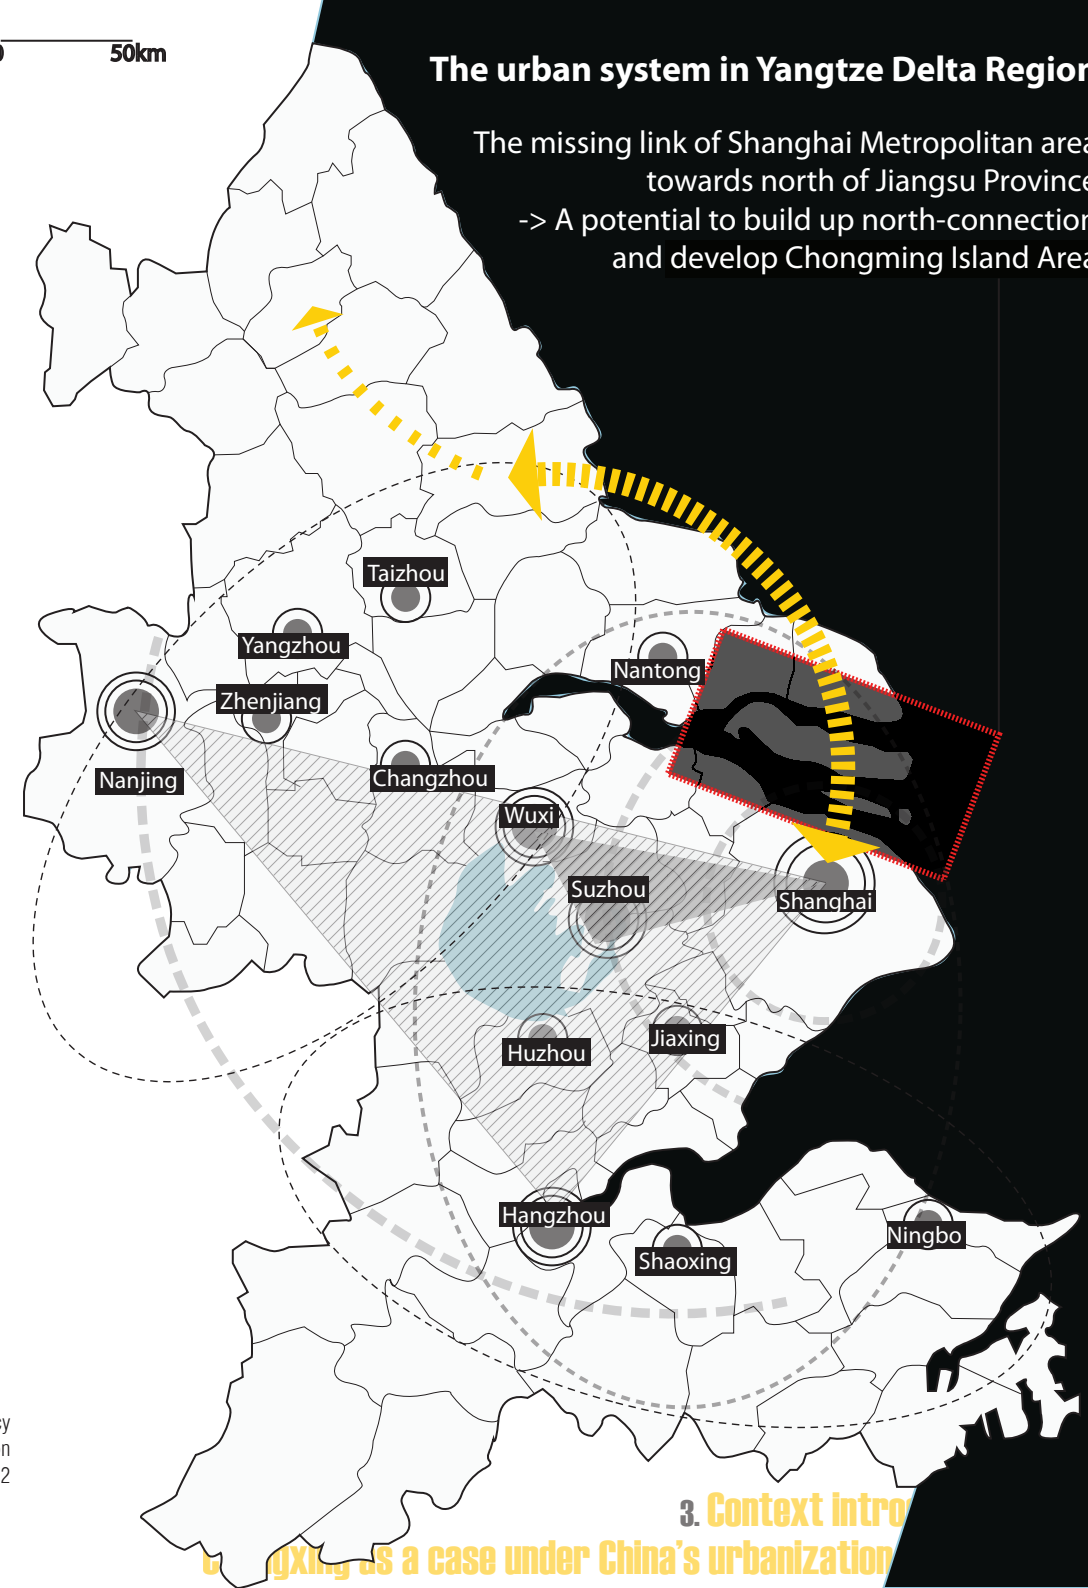 50km
The urban system in Yangtze Delta Region
The missing link of Shanghai Metropolitan area
towards north of Jiangsu Province
-> A potential to build up north-connection
and develop Chongming Island Area
Taizhou
Yangzhou
Nantong
Zhenjiang
Nanjing
Changzhou
Wuxi
Suzhou
Shanghai
Jiaxing
Huzhou
Hangzhou
Ningbo
Shaoxing
2
3. Context intro
as a case under China's urbanization